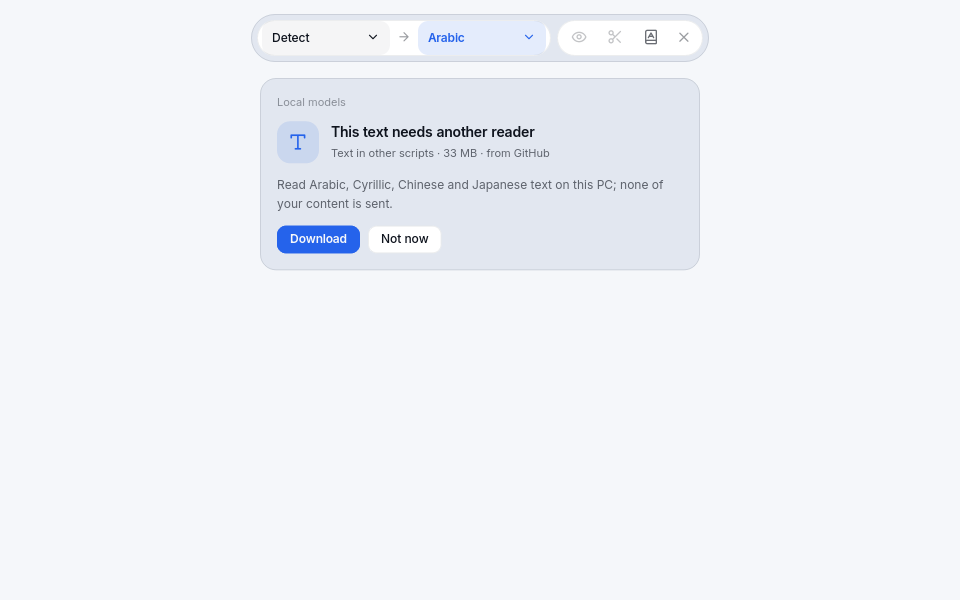 Detect
Arabic
Local models
This text needs another reader
Text in other scripts · 33 MB · from GitHub
Read Arabic, Cyrillic, Chinese and Japanese text on this PC; none of
your content is sent.
Download
Not now